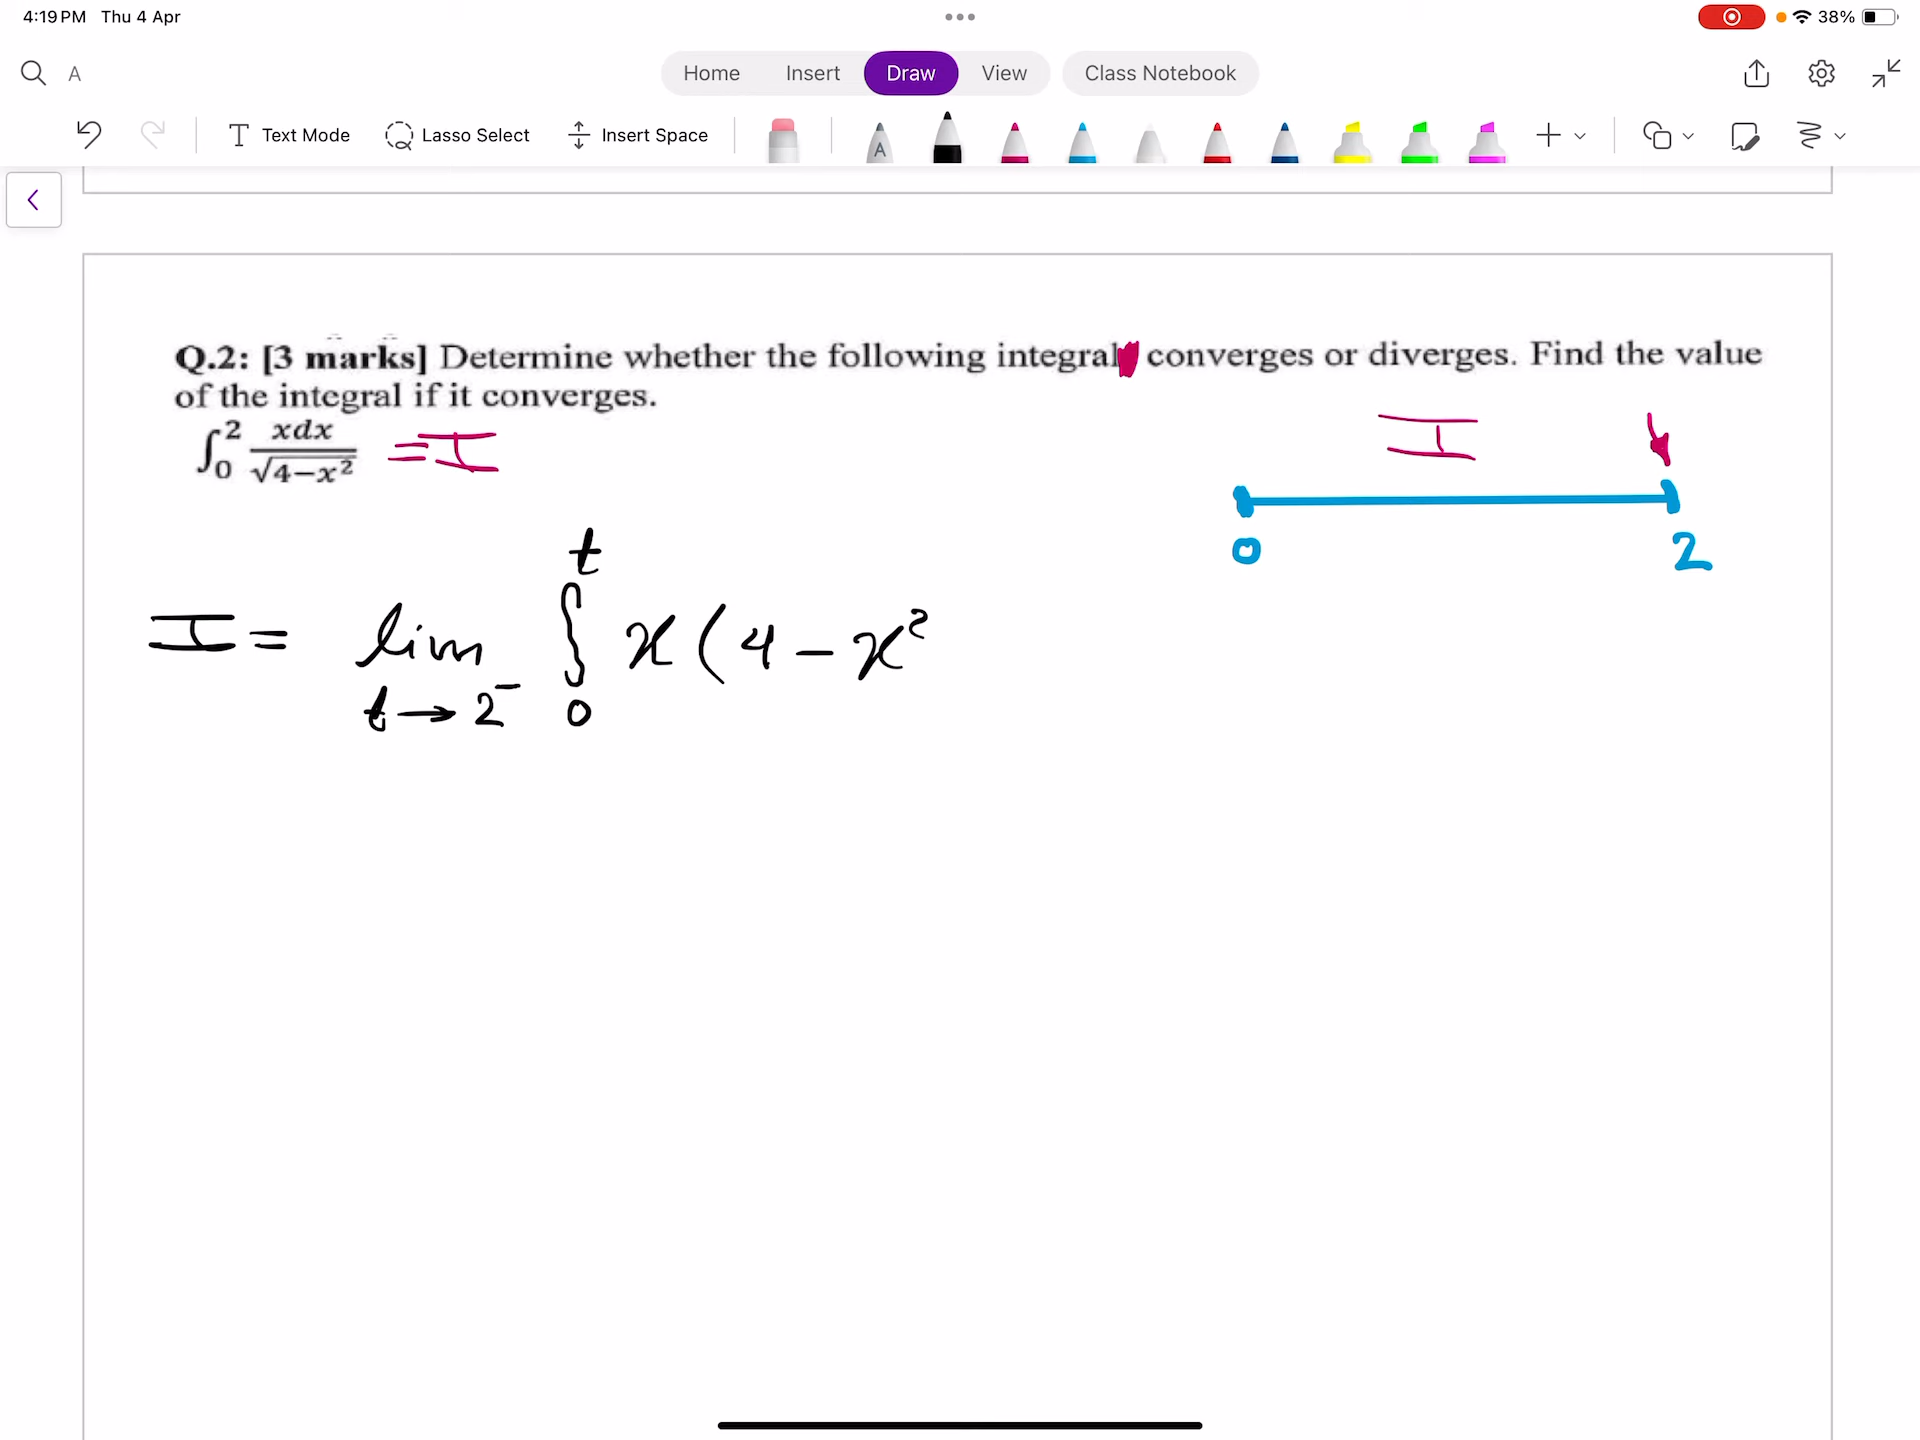 4:19 PM Thu 4 Apr
38%
A
Home Insert Draw View Class Notebook
Text Mode Lasso Select Insert Space
A
Q.2: [3 marks] Determine whether the following integral converges or diverges. Find the value
of the integral if it converges.
∫₀² xdx/√4−x² = I
I
0 2
I = lim t→2⁻ ∫₀ᵗ x(4−x²